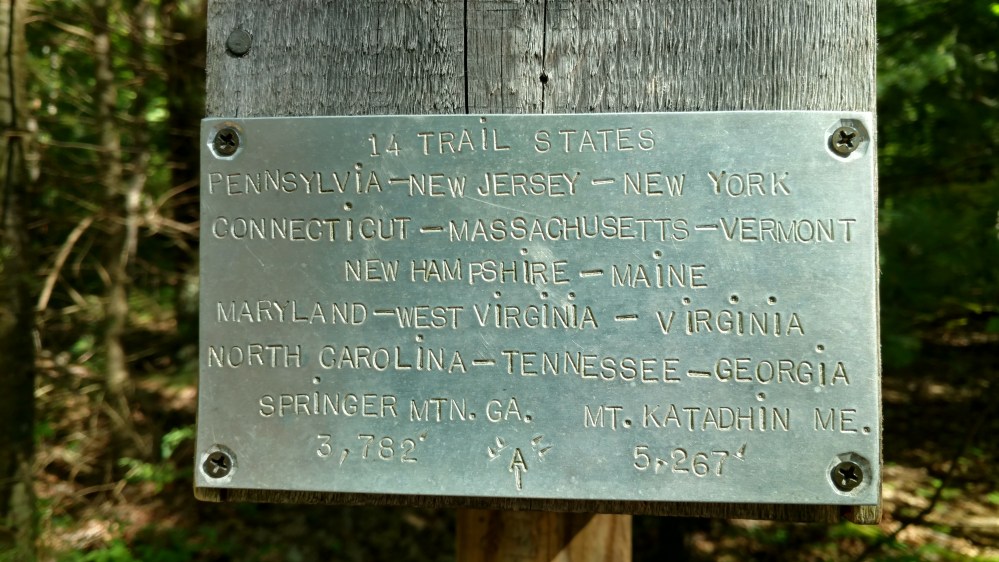 14 TRAiL STATES
PENNSYLViA-NEW JERSEY-NEW YORK
CONNECTiCUT-MASSACHUSETTS-VERMONT
NEW HAMPSHiRE-MAiNE
MARYLAND-WEST ViRGiNiA-ViRGiNiA
NORTH CAROLiNA-TENNESSEE-GEORGiA
SPRiNGER MTN. GA. MT. KATADHiN ME.
3,782' 5,267'